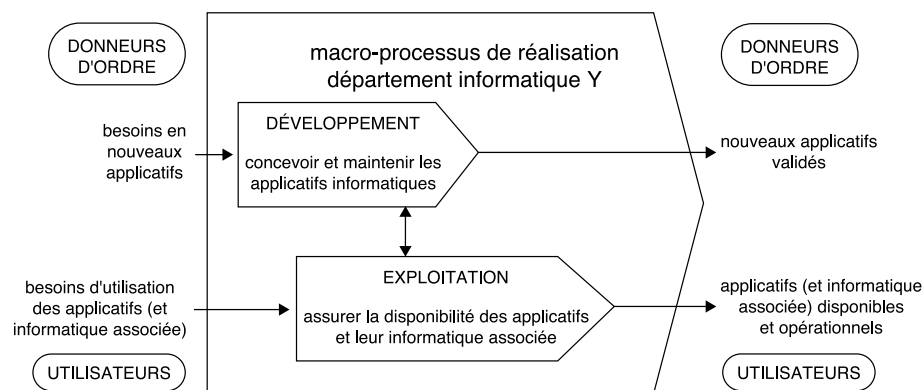 DONNEURS
D'ORDRE
macro-processus de réalisation
département informatique Y
DONNEURS
D'ORDRE
besoins en
nouveaux
applicatifs
DÉVELOPPEMENT
concevoir et maintenir les
applicatifs informatiques
nouveaux applicatifs
validés
besoins d'utilisation
des applicatifs (et
informatique associée)
EXPLOITATION
assurer la disponibilité des applicatifs
et leur informatique associée
applicatifs (et informatique
associée) disponibles
et opérationnels
UTILISATEURS
UTILISATEURS